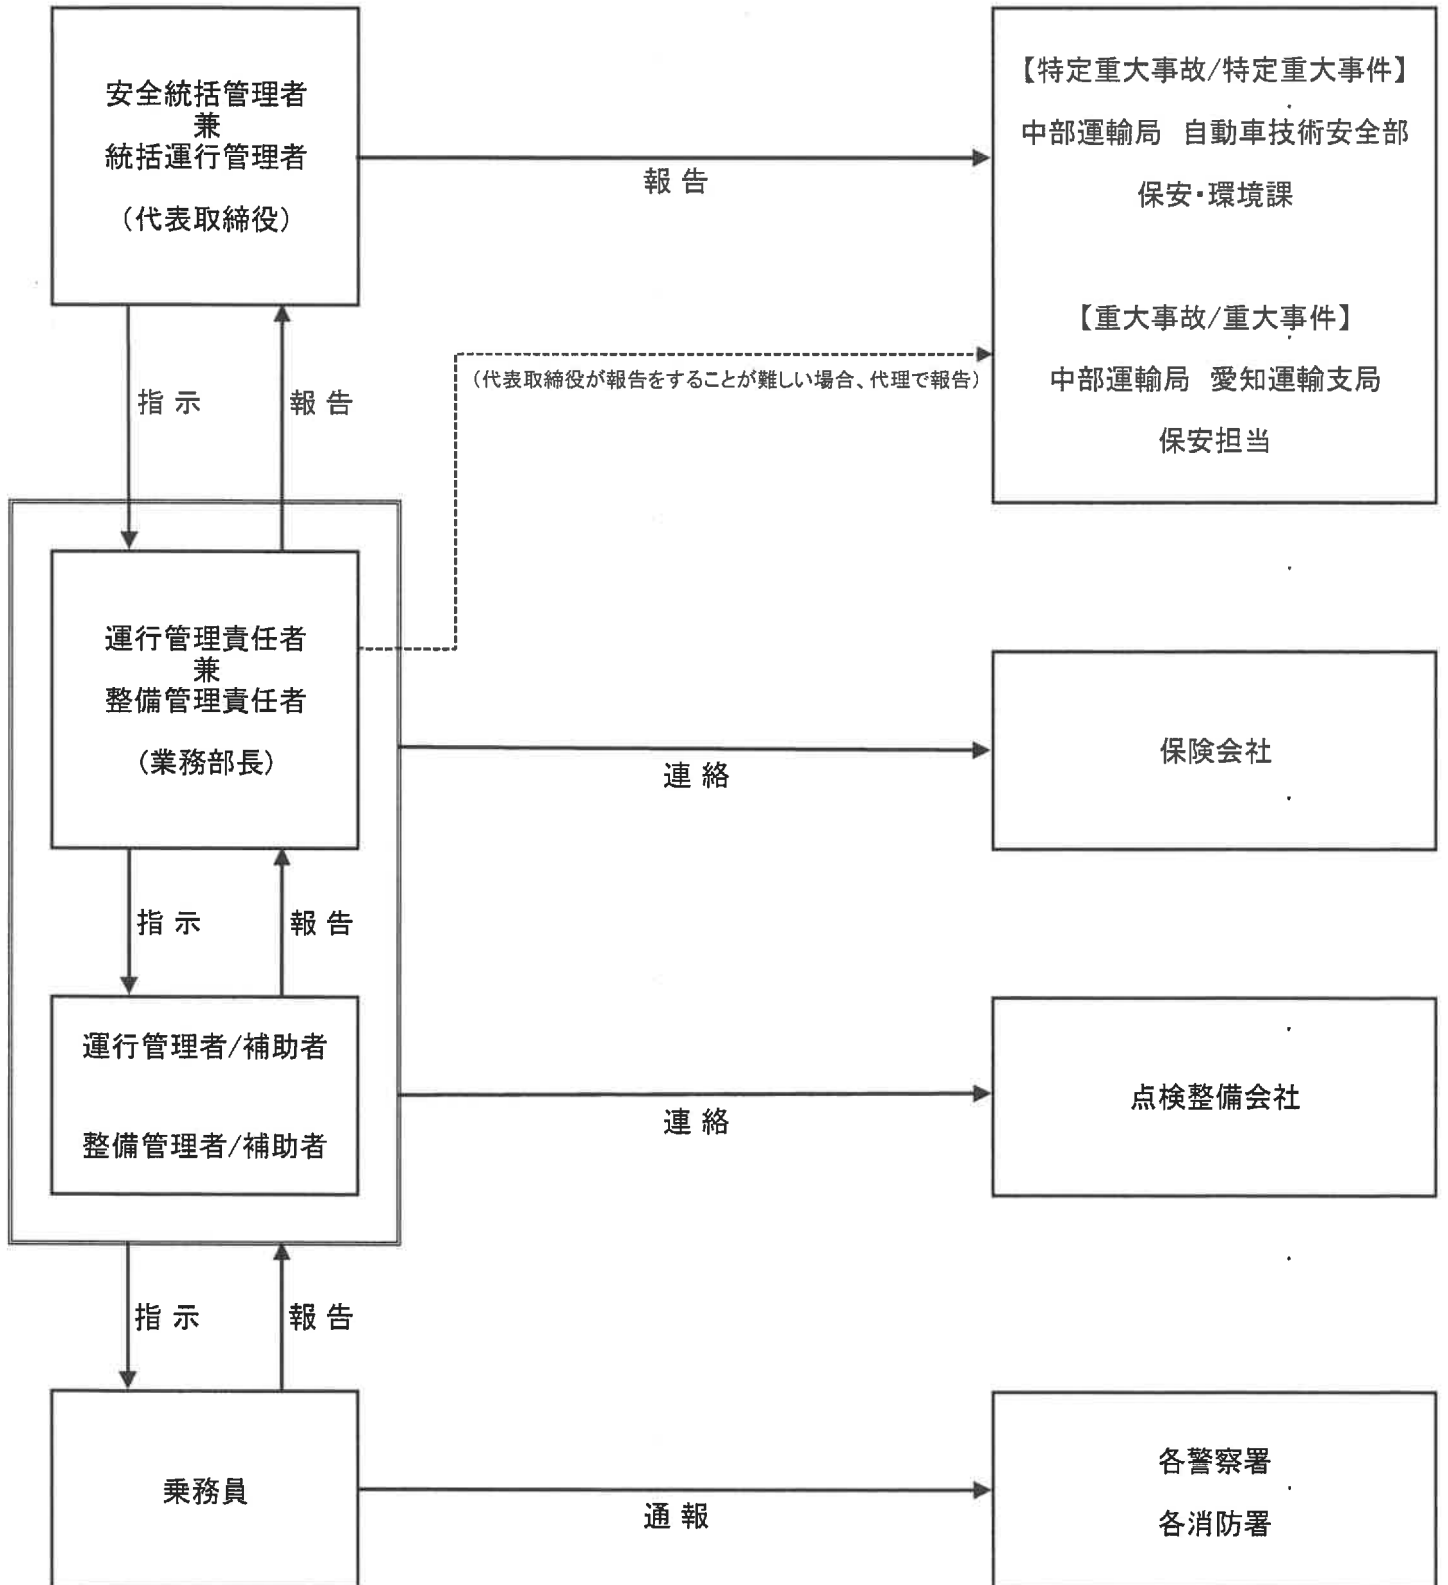 安全統括管理者
兼
統括運行管理者
(代表取締役)
報告
【特定重大事故/特定重大事件】
中部運輸局 自動車技術安全部
保安・環境課
【重大事故/重大事件】
中部運輸局 愛知運輸支局
保安担当
指示
報告
(代表取締役が報告をすることが難しい場合、代理で報告)
運行管理責任者
兼
整備管理責任者
(業務部長)
連絡
保険会社
指示
報告
運行管理者/補助者
整備管理者/補助者
連絡
点検整備会社
指示
報告
乗務員
通報
各警察署
各消防署